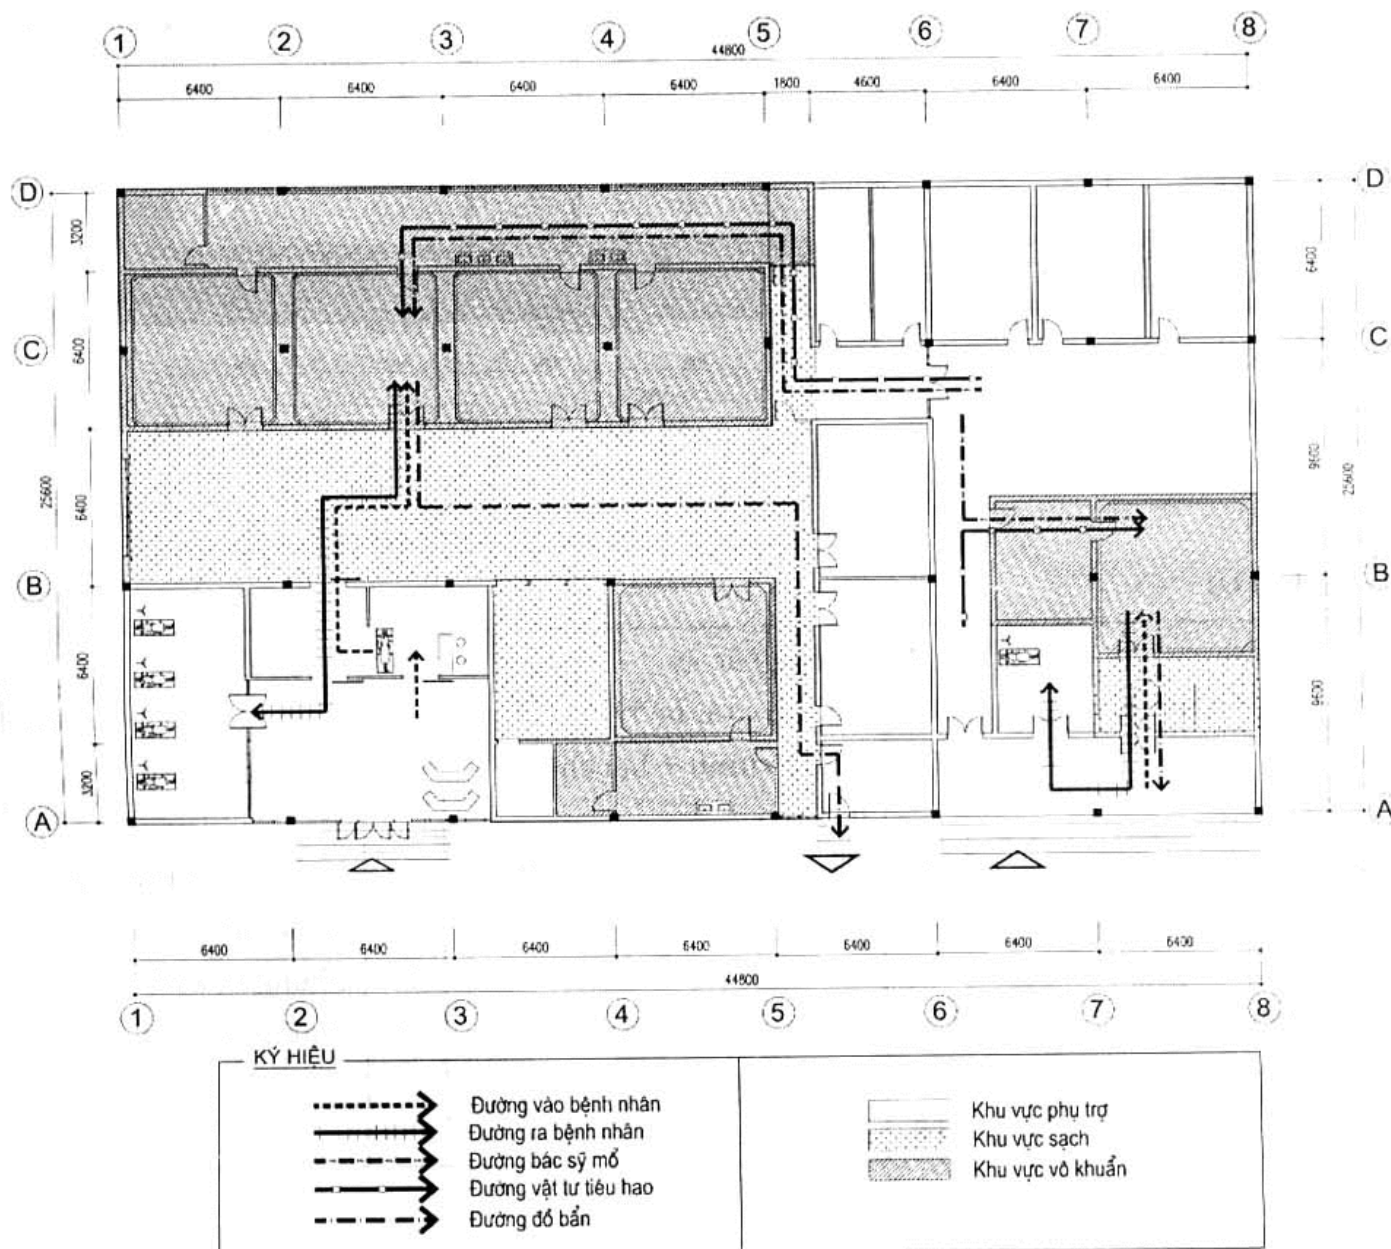 1 2 3 4 5 6 7 8
44800
6400 6400 6400 6400 1800 4600 6400 6400
D D
3200 6400
C C
6400 9600
25600 6400 25600
B B
6400 9600
3200
A A
6400 6400 6400 6400 6400 6400 6400
44800
1 2 3 4 5 6 7 8
KÝ HIỆU
Đường vào bệnh nhân
Đường ra bệnh nhân
Đường bác sỹ mổ
Đường vật tư tiêu hao
Đường đồ bẩn
Khu vực phụ trợ
Khu vực sạch
Khu vực vô khuẩn